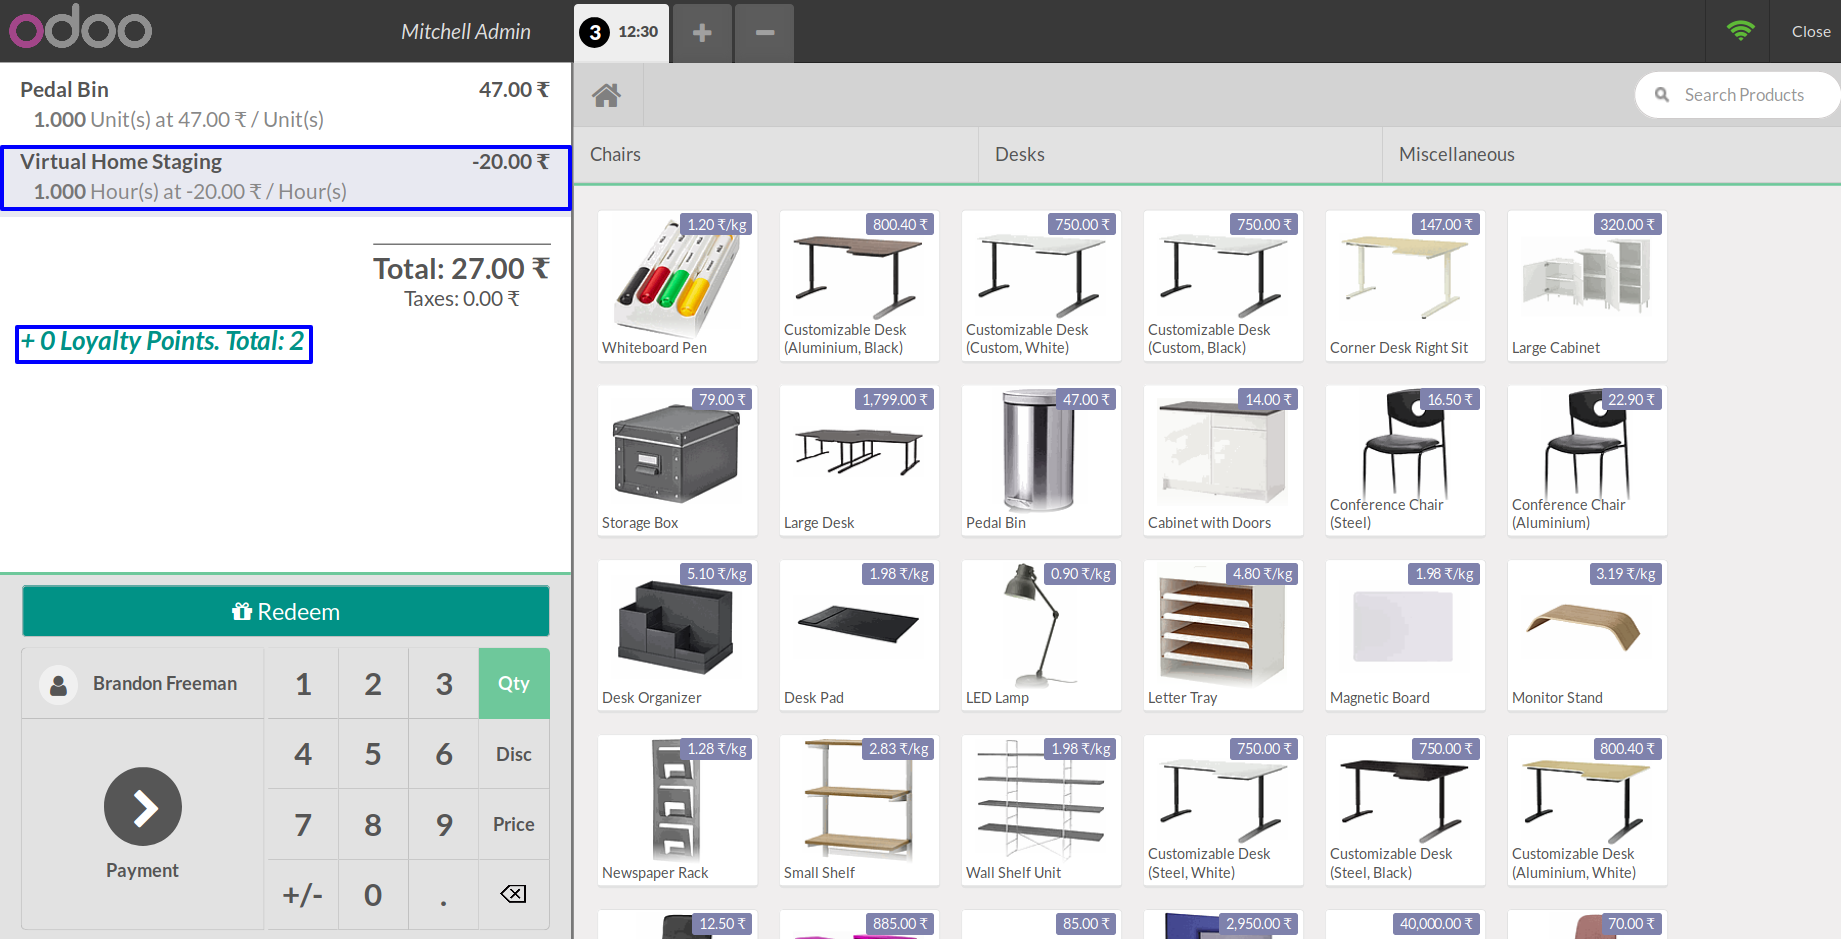 odoo
Mitchell Admin
3 12:30
Close
Pedal Bin 47.00 ₹
1.000 Unit(s) at 47.00 ₹ / Unit(s)
Virtual Home Staging -20.00 ₹
1.000 Hour(s) at -20.00 ₹ / Hour(s)
Total: 27.00 ₹
Taxes: 0.00 ₹
+ 0 Loyalty Points. Total: 2
Redeem
Brandon Freeman
1 2 3 Qty
4 5 6 Disc
7 8 9 Price
+/- 0 .
Payment
Search Products
Chairs Desks Miscellaneous
1.20 ₹/kg
Whiteboard Pen
800.40 ₹
Customizable Desk
(Aluminium, Black)
750.00 ₹
Customizable Desk
(Custom, White)
750.00 ₹
Customizable Desk
(Custom, Black)
147.00 ₹
Corner Desk Right Sit
320.00 ₹
Large Cabinet
79.00 ₹
Storage Box
1,799.00 ₹
Large Desk
47.00 ₹
Pedal Bin
14.00 ₹
Cabinet with Doors
16.50 ₹
Conference Chair
(Steel)
22.90 ₹
Conference Chair
(Aluminium)
5.10 ₹/kg
Desk Organizer
1.98 ₹/kg
Desk Pad
0.90 ₹/kg
LED Lamp
4.80 ₹/kg
Letter Tray
1.98 ₹/kg
Magnetic Board
3.19 ₹/kg
Monitor Stand
1.28 ₹/kg
Newspaper Rack
2.83 ₹/kg
Small Shelf
1.98 ₹/kg
Wall Shelf Unit
750.00 ₹
Customizable Desk
(Steel, White)
750.00 ₹
Customizable Desk
(Steel, Black)
800.40 ₹
Customizable Desk
(Aluminium, White)
12.50 ₹
885.00 ₹
85.00 ₹
2,950.00 ₹
40,000.00 ₹
70.00 ₹